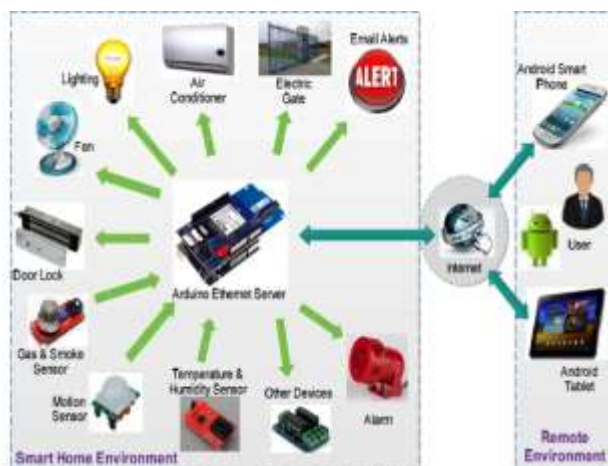 Lighting
Air
Conditioner
Electric
Gate
Email Alerts
ALERT
Android Smart
Phone
Fan
User
Internet
Door Lock
Arduino Ethernet Server
Gas & Smoke
Sensor
Motion
Sensor
Temperature
& Humidity Sensor
Other Devices
Alarm
Android
Tablet
Smart Home Environment
Remote
Environment